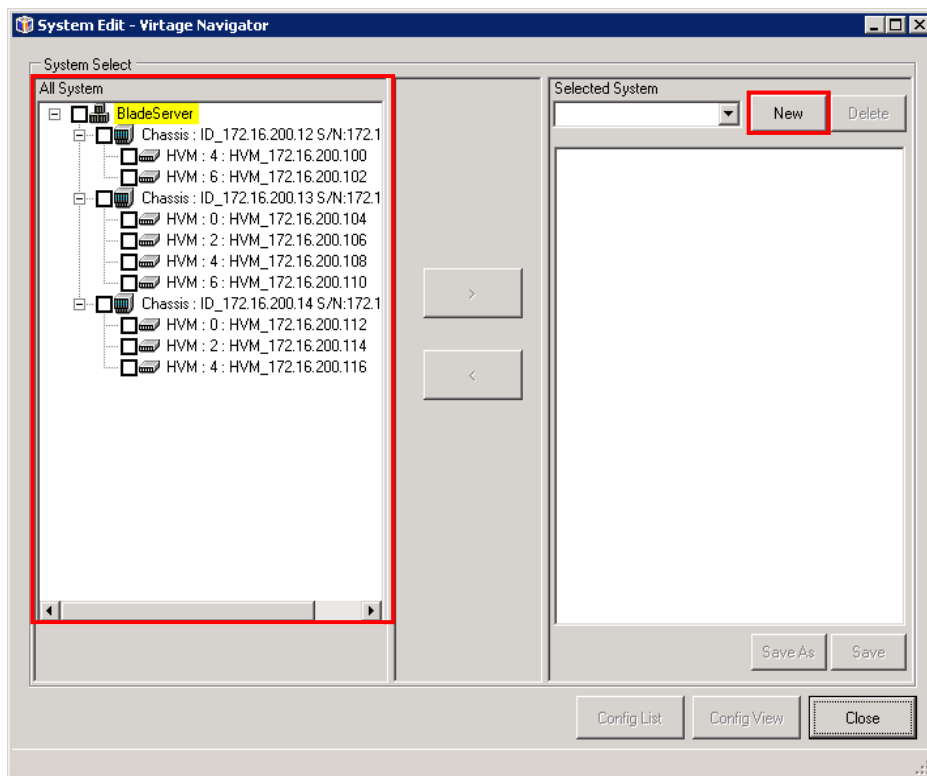 System Edit - Virtage Navigator
System Select
All System
BladeServer
Chassis : ID_172.16.200.12 S/N:172.1
HVM : 4 : HVM_172.16.200.100
HVM : 6 : HVM_172.16.200.102
Chassis : ID_172.16.200.13 S/N:172.1
HVM : 0 : HVM_172.16.200.104
HVM : 2 : HVM_172.16.200.106
HVM : 4 : HVM_172.16.200.108
HVM : 6 : HVM_172.16.200.110
Chassis : ID_172.16.200.14 S/N:172.1
HVM : 0 : HVM_172.16.200.112
HVM : 2 : HVM_172.16.200.114
HVM : 4 : HVM_172.16.200.116
>
<
Selected System
New Delete
Save As Save
Config List Config View Close